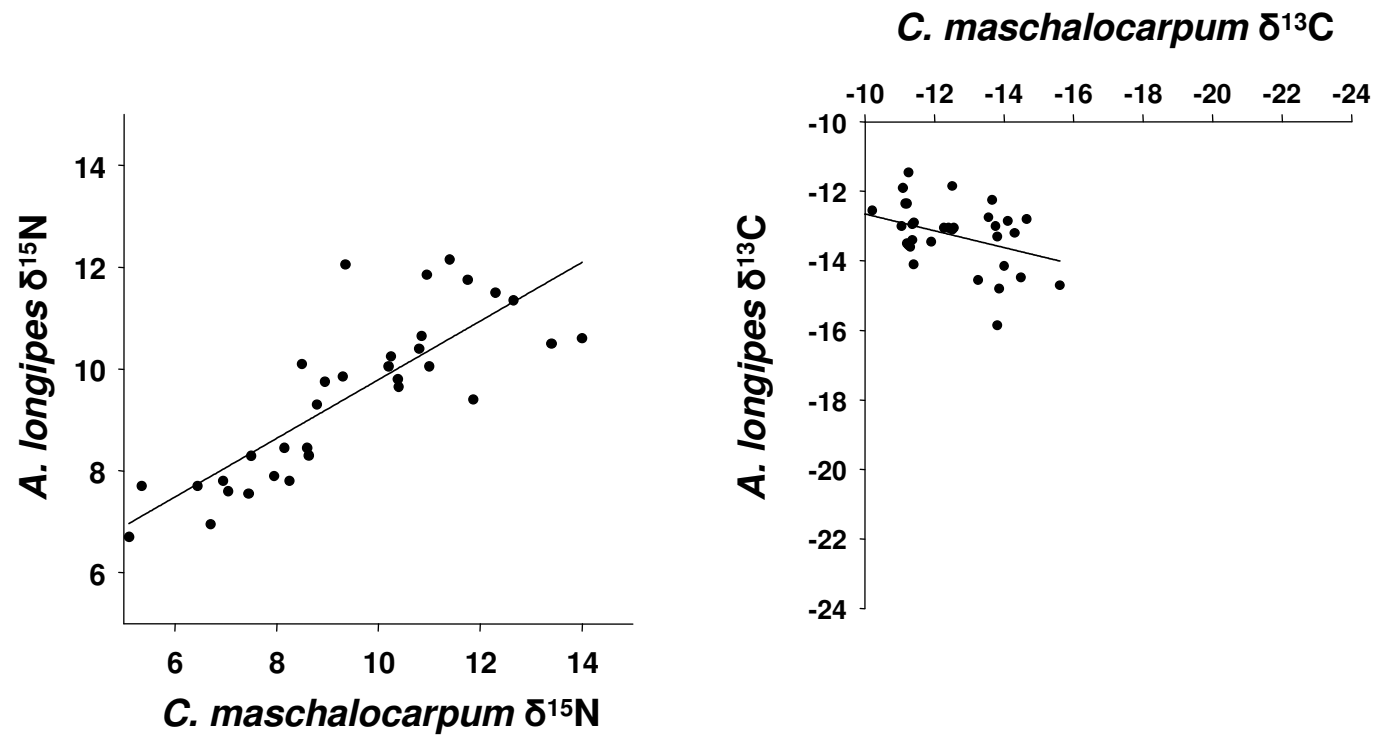 14
12
10
8
6
A. longipes δ¹⁵N
6 8 10 12 14
C. maschalocarpum δ¹⁵N
C. maschalocarpum δ¹³C
-10 -12 -14 -16 -18 -20 -22 -24
-10
-12
-14
-16
-18
-20
-22
-24
A. longipes δ¹³C